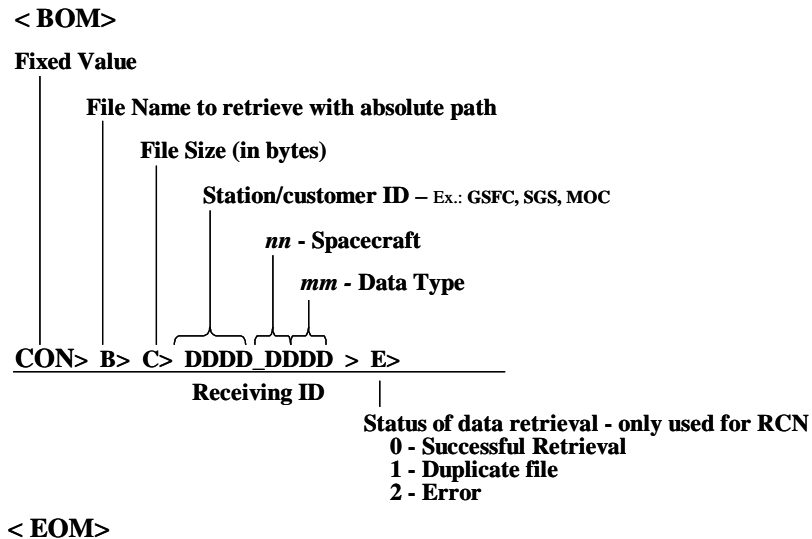 < BOM>
Fixed Value
File Name to retrieve with absolute path
File Size (in bytes)
Station/customer ID – Ex.: GSFC, SGS, MOC
nn - Spacecraft
mm - Data Type
CON> B> C> DDDD_DDDD > E>
Receiving ID
Status of data retrieval - only used for RCN
0 - Successful Retrieval
1 - Duplicate file
2 - Error
< EOM>